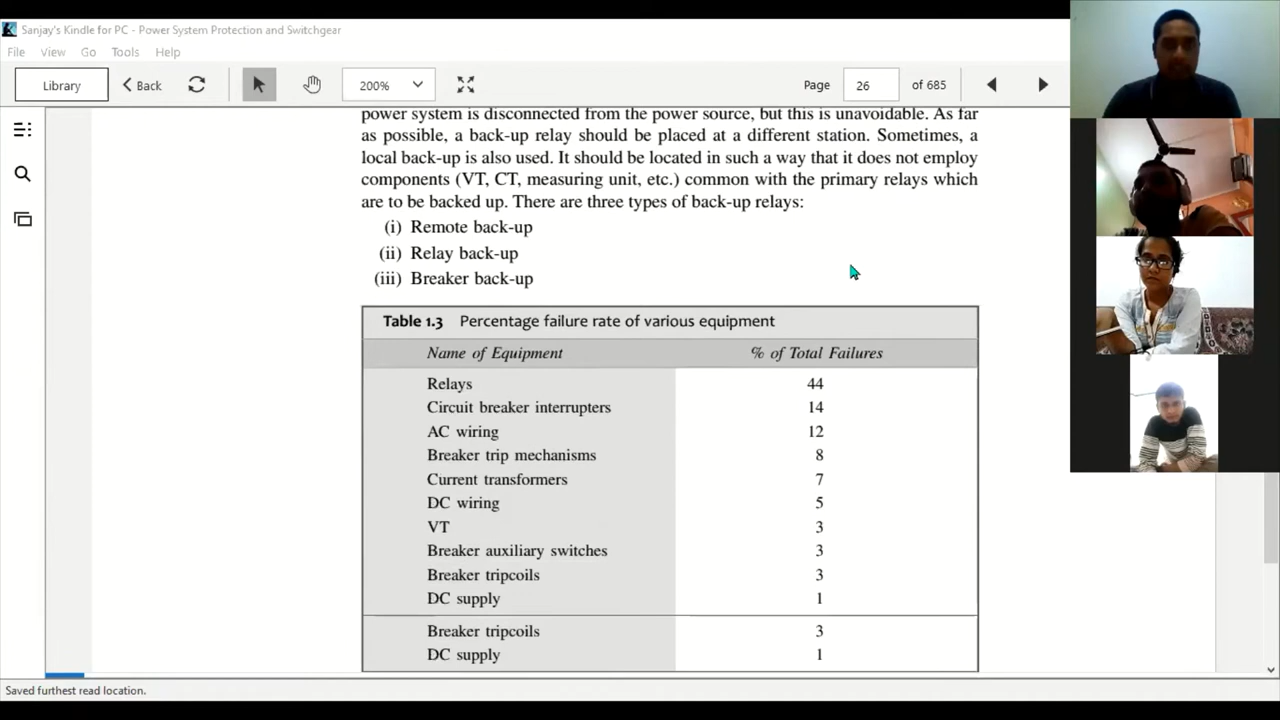 Sanjay's Kindle for PC - Power System Protection and Switchgear
File View Go Tools Help
Library Back 200% Page 26 of 685
power system is disconnected from the power source, but this is unavoidable. As far
as possible, a back-up relay should be placed at a different station. Sometimes, a
local back-up is also used. It should be located in such a way that it does not employ
components (VT, CT, measuring unit, etc.) common with the primary relays which
are to be backed up. There are three types of back-up relays:
(i) Remote back-up
(ii) Relay back-up
(iii) Breaker back-up
Table 1.3 Percentage failure rate of various equipment
Name of Equipment % of Total Failures
Relays 44
Circuit breaker interrupters 14
AC wiring 12
Breaker trip mechanisms 8
Current transformers 7
DC wiring 5
VT 3
Breaker auxiliary switches 3
Breaker tripcoils 3
DC supply 1
Breaker tripcoils 3
DC supply 1
Saved furthest read location.